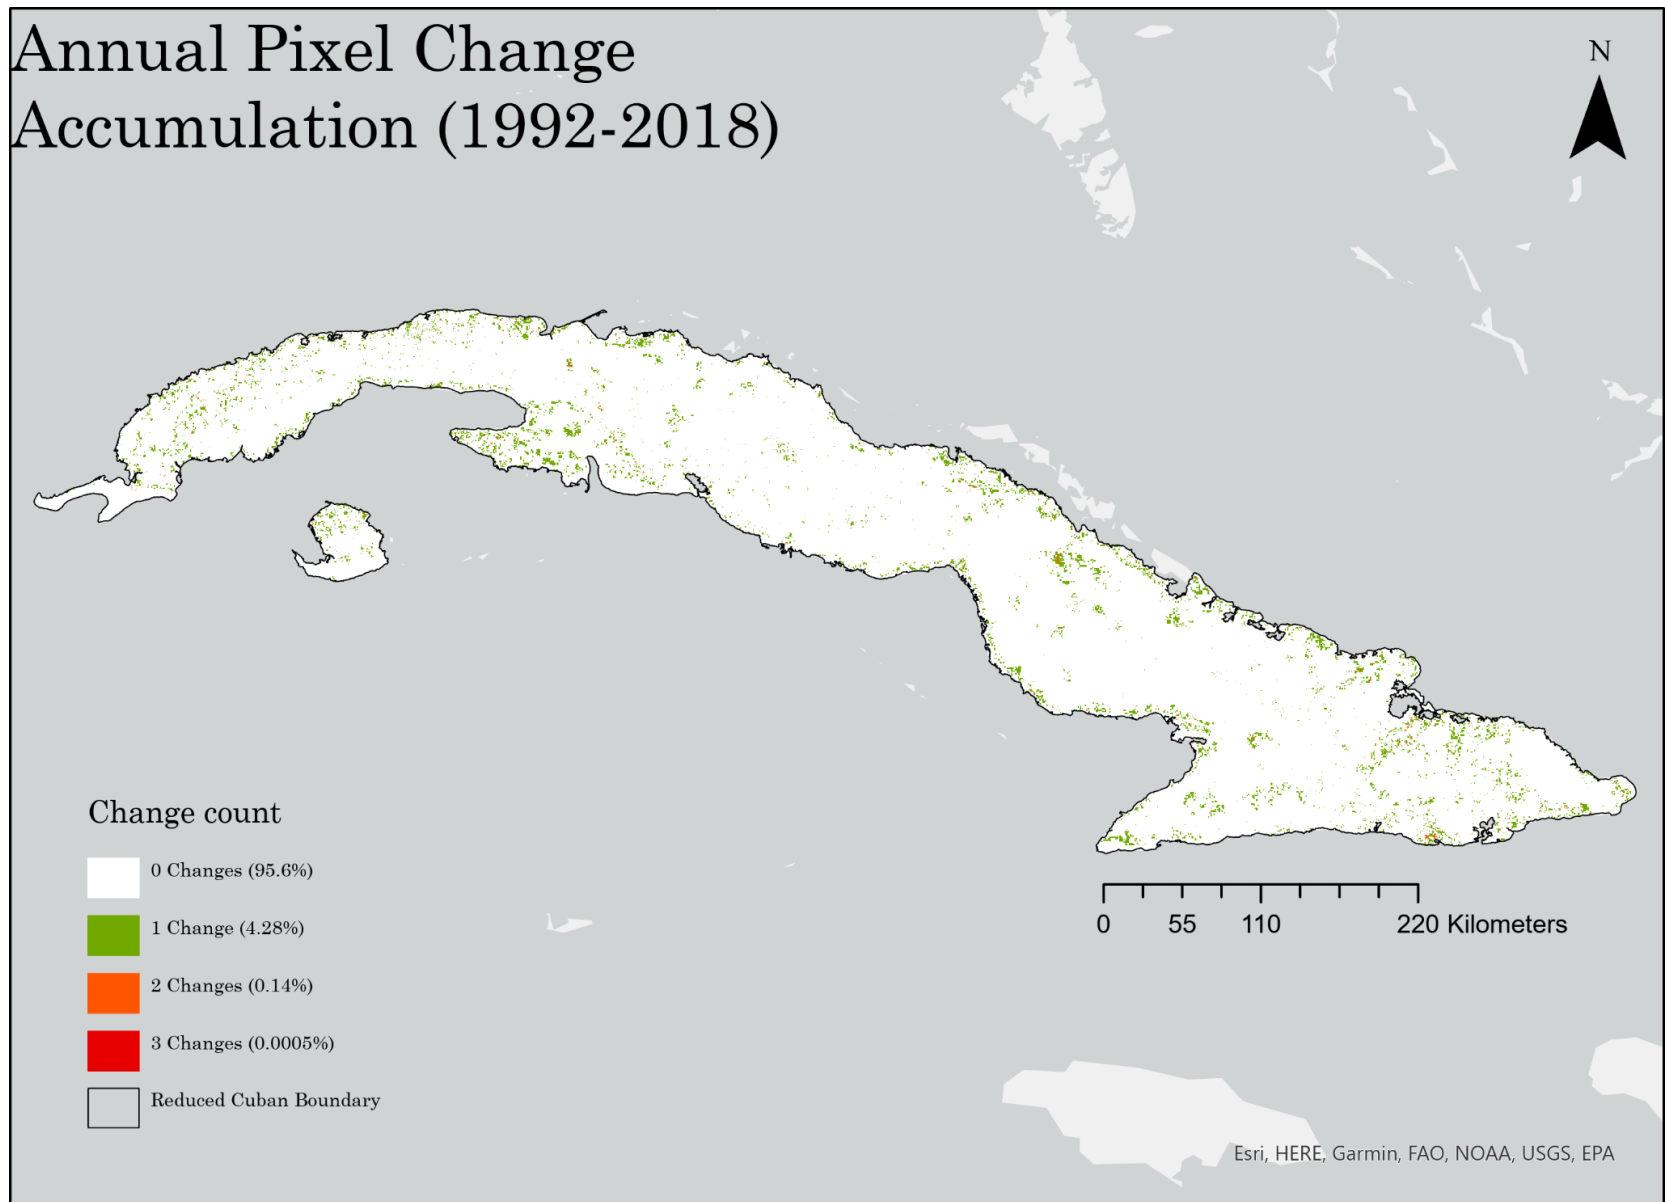 Annual Pixel Change
Accumulation (1992-2018)
N
Change count
0 Changes (95.6%)
1 Change (4.28%)
2 Changes (0.14%)
3 Changes (0.0005%)
Reduced Cuban Boundary
0 55 110 220 Kilometers
Esri, HERE, Garmin, FAO, NOAA, USGS, EPA